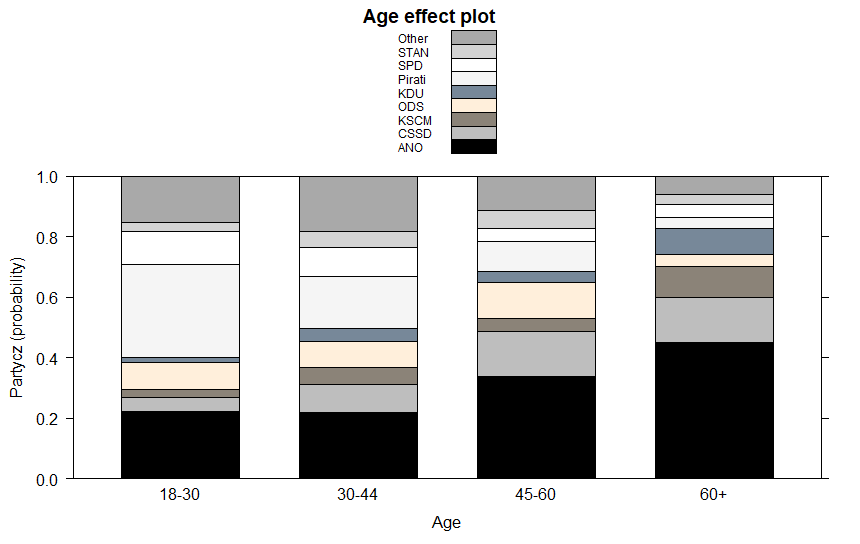 Age effect plot
Other
STAN
SPD
Pirati
KDU
ODS
KSCM
CSSD
ANO
1.0
0.8
0.6
0.4
0.2
0.0
Partycz (probability)
18-30 30-44 45-60 60+
Age